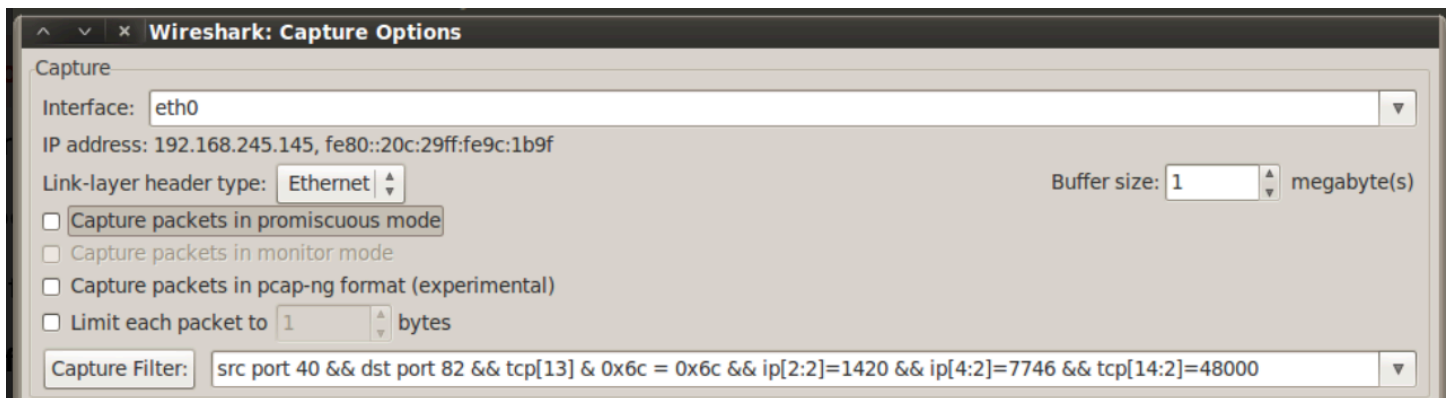 Wireshark: Capture Options
Capture
Interface: eth0
IP address: 192.168.245.145, fe80::20c:29ff:fe9c:1b9f
Link-layer header type: Ethernet Buffer size: 1 megabyte(s)
Capture packets in promiscuous mode
Capture packets in monitor mode
Capture packets in pcap-ng format (experimental)
Limit each packet to 1 bytes
Capture Filter: src port 40 && dst port 82 && tcp[13] & 0x6c = 0x6c && ip[2:2]=1420 && ip[4:2]=7746 && tcp[14:2]=48000